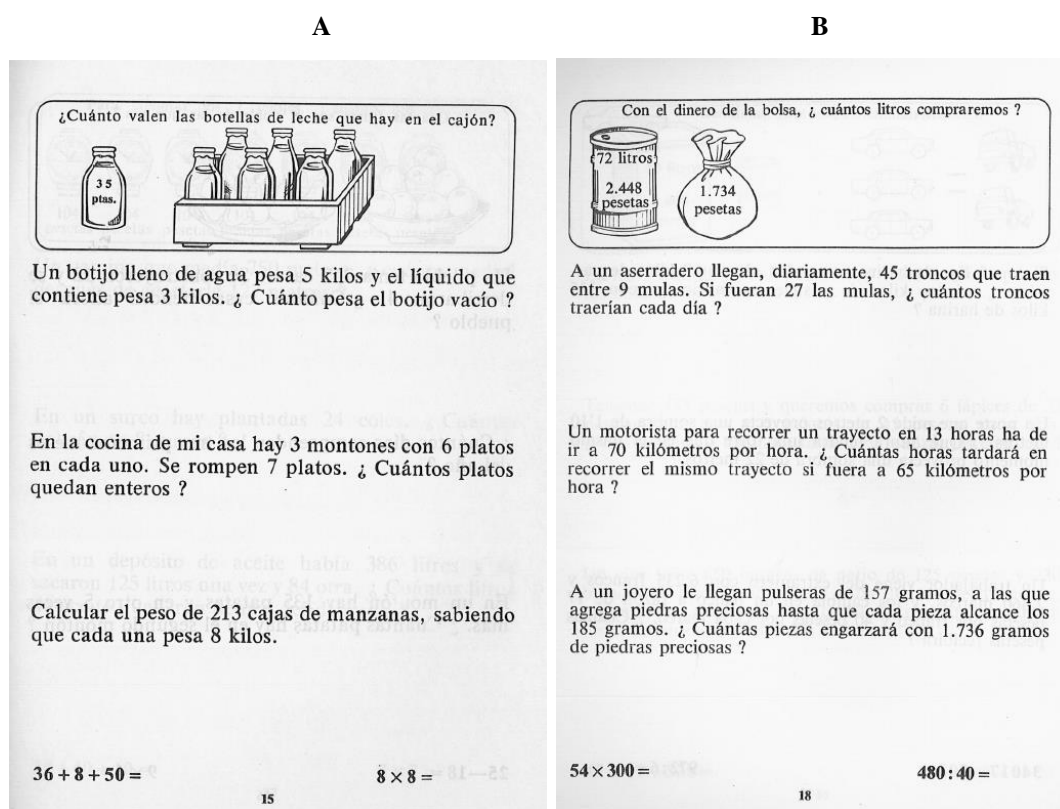 A
¿Cuánto valen las botellas de leche que hay en el cajón?
35
ptas.
Un botijo lleno de agua pesa 5 kilos y el líquido que
contiene pesa 3 kilos. ¿ Cuánto pesa el botijo vacío ?
En la cocina de mi casa hay 3 montones con 6 platos
en cada uno. Se rompen 7 platos. ¿ Cuántos platos
quedan enteros ?
Calcular el peso de 213 cajas de manzanas, sabiendo
que cada una pesa 8 kilos.
36 + 8 + 50 =
8 × 8 =
15
B
Con el dinero de la bolsa, ¿ cuántos litros compraremos ?
72 litros
2.448
pesetas
1.734
pesetas
A un aserradero llegan, diariamente, 45 troncos que traen
entre 9 mulas. Si fueran 27 las mulas, ¿ cuántos troncos
traerían cada día ?
Un motorista para recorrer un trayecto en 13 horas ha de
ir a 70 kilómetros por hora. ¿ Cuántas horas tardará en
recorrer el mismo trayecto si fuera a 65 kilómetros por
hora ?
A un joyero le llegan pulseras de 157 gramos, a las que
agrega piedras preciosas hasta que cada pieza alcance los
185 gramos. ¿ Cuántas piezas engarzará con 1.736 gramos
de piedras preciosas ?
54 × 300 =
480 : 40 =
18